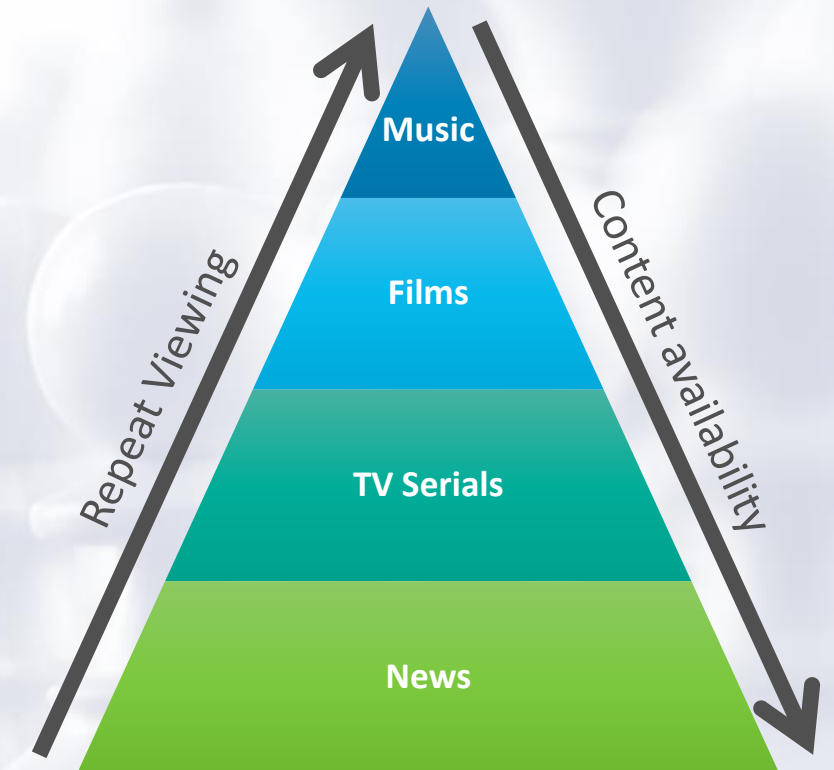 Music
Films
TV Serials
News
Repeat Viewing
Content availability